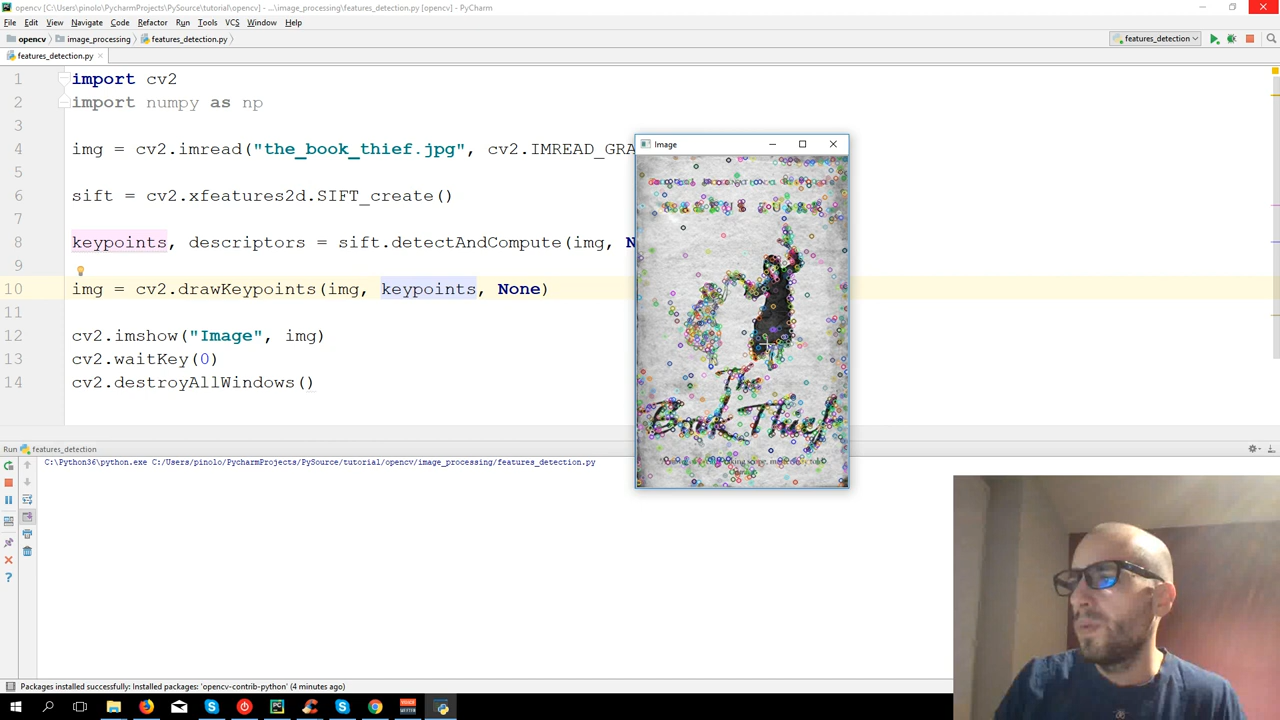 opencv [C:\Users\pinolo\PycharmProjects\PySource\tutorial\opencv] - ...\image_processing\features_detection.py [opencv] - PyCharm
File Edit View Navigate Code Refactor Run Tools VCS Window Help
opencv image_processing features_detection.py features_detection
features_detection.py
1 import cv2
2 import numpy as np
3
4 img = cv2.imread("the_book_thief.jpg", cv2.IMREAD_GRA
5
6 sift = cv2.xfeatures2d.SIFT_create()
7
8 keypoints, descriptors = sift.detectAndCompute(img, N
9
10 img = cv2.drawKeypoints(img, keypoints, None)
11
12 cv2.imshow("Image", img)
13 cv2.waitKey(0)
14 cv2.destroyAllWindows()
Image
The
Book Thief
Run features_detection
C:\Python36\python.exe C:/Users/pinolo/PycharmProjects/PySource/tutorial/opencv/image_processing/features_detection.py
Packages installed successfully: Installed packages: 'opencv-contrib-python' (4 minutes ago)